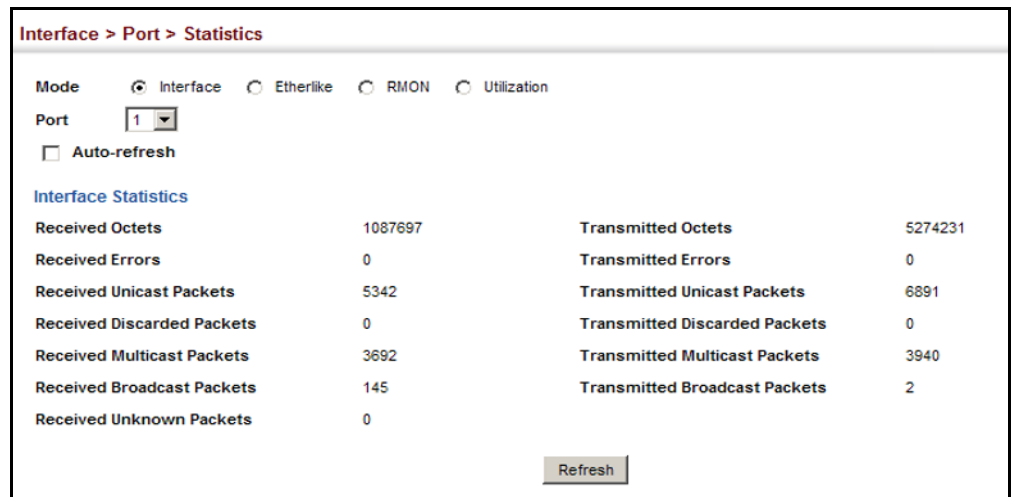 Interface > Port > Statistics
Mode Interface Etherlike RMON Utilization
Port 1
Auto-refresh
Interface Statistics
Received Octets 1087697 Transmitted Octets 5274231
Received Errors 0 Transmitted Errors 0
Received Unicast Packets 5342 Transmitted Unicast Packets 6891
Received Discarded Packets 0 Transmitted Discarded Packets 0
Received Multicast Packets 3692 Transmitted Multicast Packets 3940
Received Broadcast Packets 145 Transmitted Broadcast Packets 2
Received Unknown Packets 0
Refresh